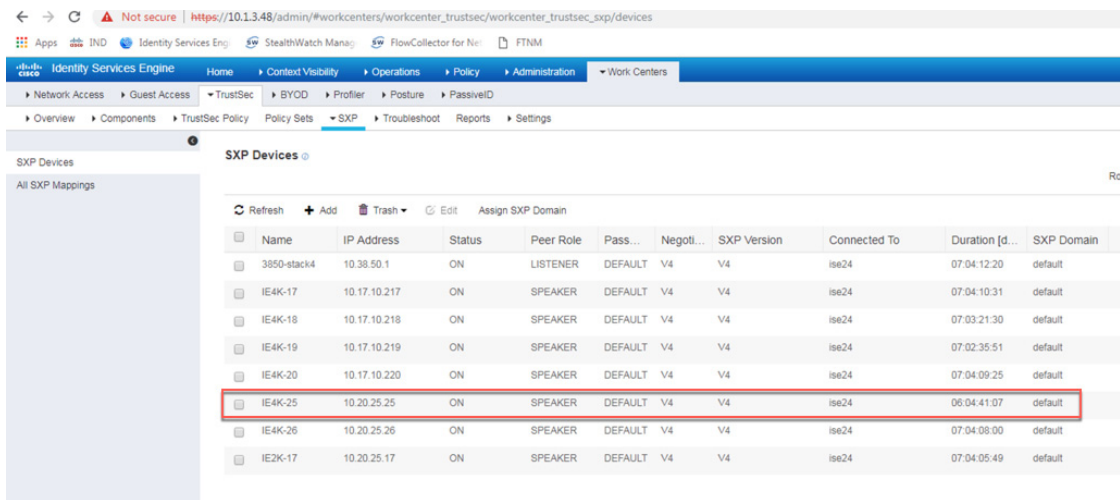 Not secure | https://10.1.3.48/admin/#workcenters/workcenter_trustsec/workcenter_trustsec_sxp/devices
Apps IND Identity Services Eng StealthWatch Manag FlowCollector for Net FTNM
cisco Identity Services Engine Home Context Visibility Operations Policy Administration Work Centers
Network Access Guest Access TrustSec BYOD Profiler Posture PassiveID
Overview Components TrustSec Policy Policy Sets SXP Troubleshoot Reports Settings
SXP Devices
SXP Devices
All SXP Mappings
Ro
Refresh Add Trash Edit Assign SXP Domain
Name IP Address Status Peer Role Pass... Negoti... SXP Version Connected To Duration [d... SXP Domain
3850-stack4 10.38.50.1 ON LISTENER DEFAULT V4 V4 ise24 07:04:12:20 default
IE4K-17 10.17.10.217 ON SPEAKER DEFAULT V4 V4 ise24 07:04:10:31 default
IE4K-18 10.17.10.218 ON SPEAKER DEFAULT V4 V4 ise24 07:03:21:30 default
IE4K-19 10.17.10.219 ON SPEAKER DEFAULT V4 V4 ise24 07:02:35:51 default
IE4K-20 10.17.10.220 ON SPEAKER DEFAULT V4 V4 ise24 07:04:09:25 default
IE4K-25 10.20.25.25 ON SPEAKER DEFAULT V4 V4 ise24 06:04:41:07 default
IE4K-26 10.20.25.26 ON SPEAKER DEFAULT V4 V4 ise24 07:04:08:00 default
IE2K-17 10.20.25.17 ON SPEAKER DEFAULT V4 V4 ise24 07:04:05:49 default